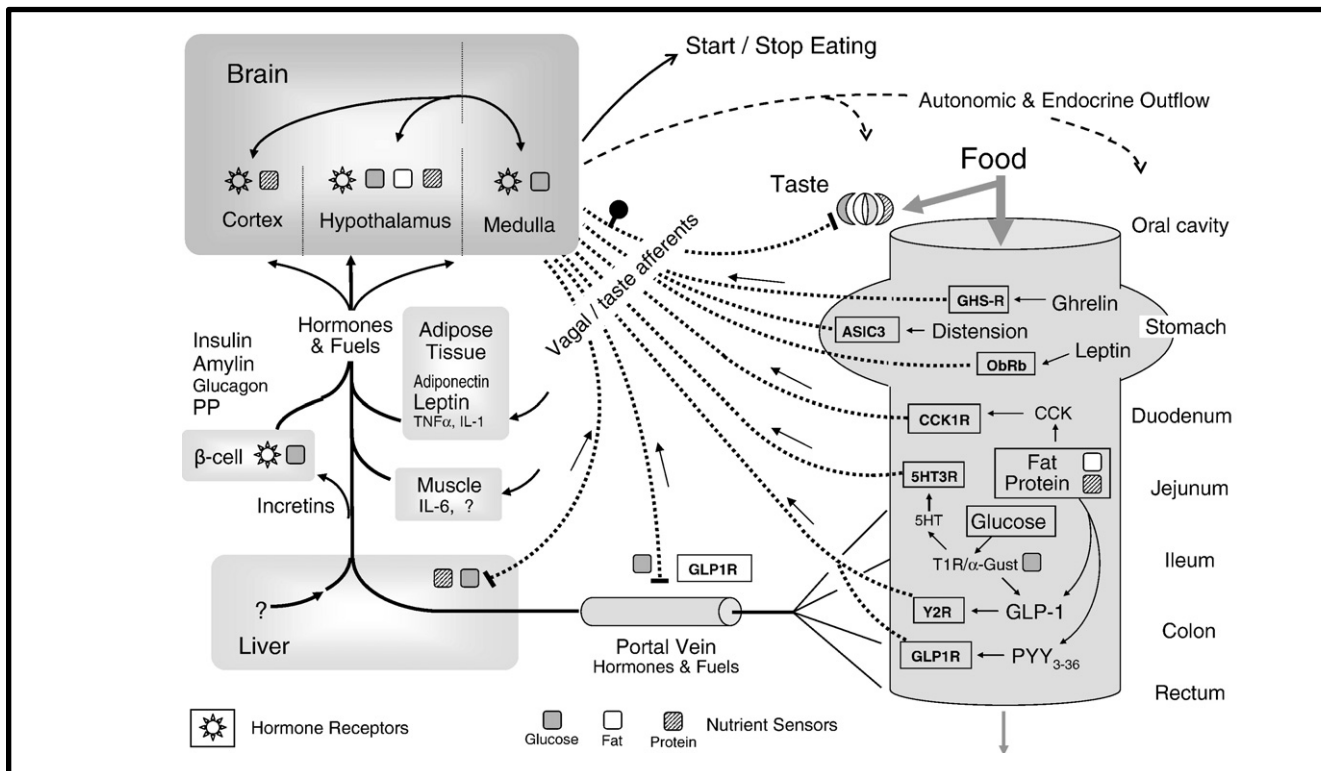 Brain
Start / Stop Eating
Autonomic & Endocrine Outflow
Food
Taste
Cortex
Hypothalamus
Medulla
Oral cavity
Vagal / taste afferents
GHS-R
Ghrelin
ASIC3
Distension
Stomach
ObRb
Leptin
Hormones
& Fuels
Insulin
Amylin
Glucagon
PP
Adipose
Tissue
Adiponectin
Leptin
TNFα, IL-1
CCK1R
CCK
Duodenum
β-cell
Fat
Protein
5HT3R
Jejunum
Muscle
IL-6, ?
Incretins
5HT
Glucose
T1R/α-Gust
Ileum
GLP1R
Y2R
GLP-1
?
Liver
Portal Vein
Hormones & Fuels
Colon
GLP1R
PYY3-36
Rectum
Hormone Receptors
Glucose
Fat
Protein
Nutrient Sensors